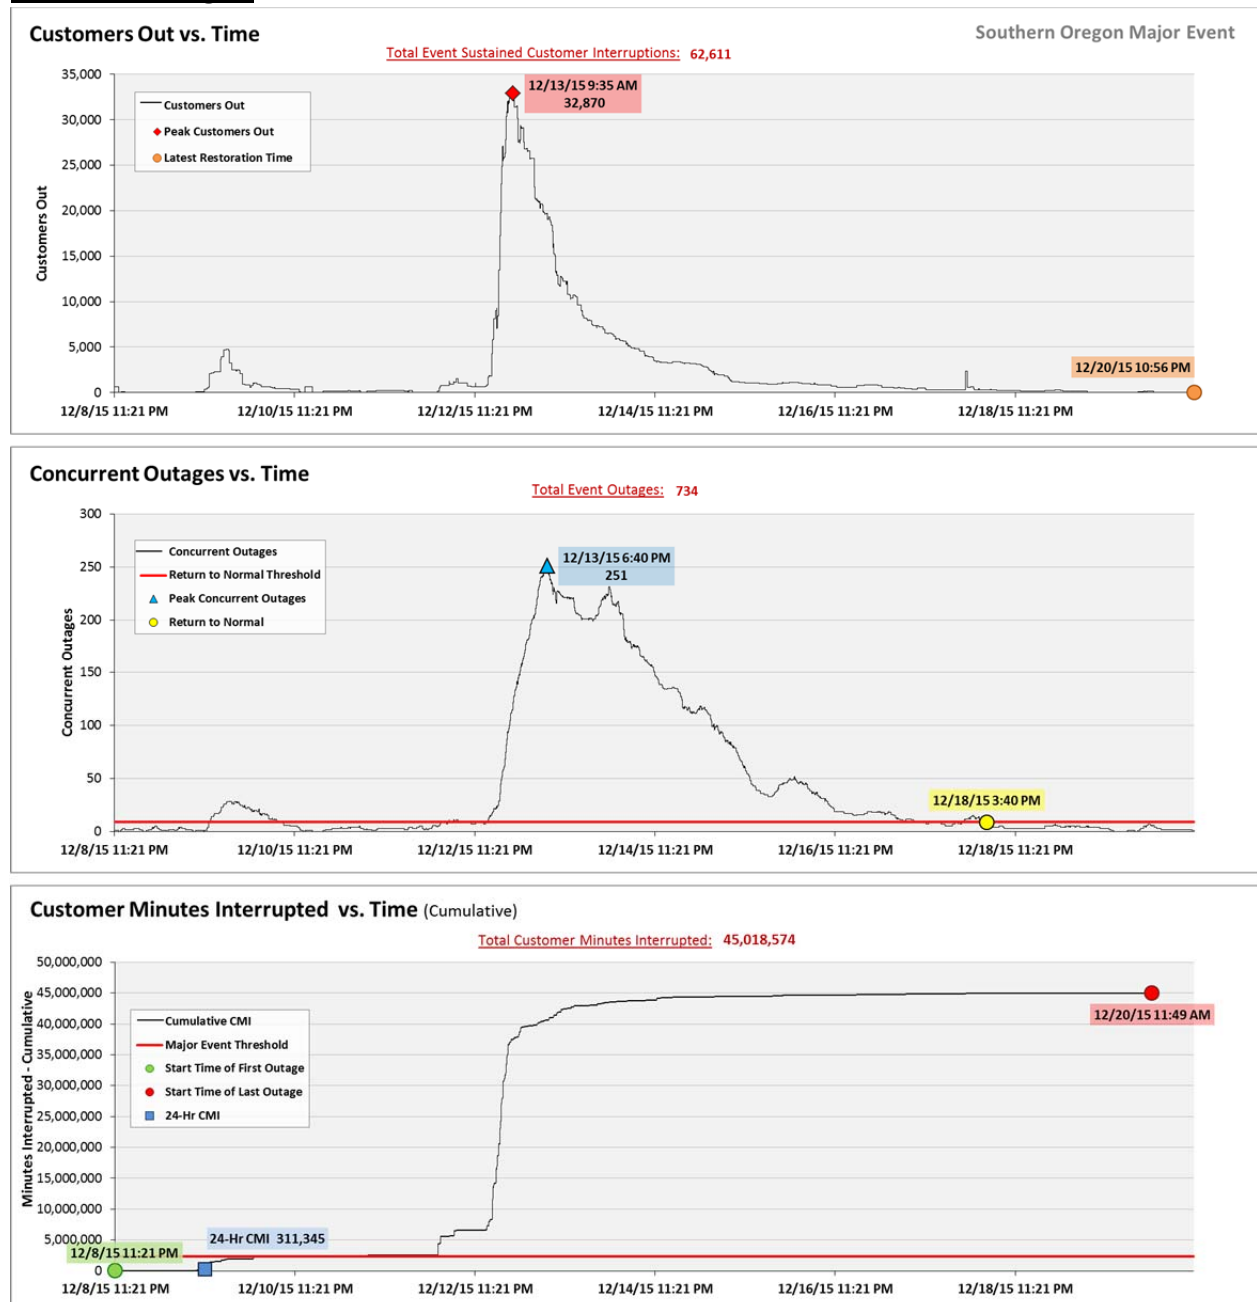 Customers Out vs. Time
Southern Oregon Major Event
Total Event Sustained Customer Interruptions: 62,611
35,000
30,000
25,000
20,000
15,000
10,000
5,000
0
Customers Out
Customers Out
Peak Customers Out
Latest Restoration Time
12/13/15 9:35 AM
32,870
12/20/15 10:56 PM
12/8/15 11:21 PM
12/10/15 11:21 PM
12/12/15 11:21 PM
12/14/15 11:21 PM
12/16/15 11:21 PM
12/18/15 11:21 PM
Concurrent Outages vs. Time
Total Event Outages: 734
300
250
200
150
100
50
0
Concurrent Outages
Concurrent Outages
Return to Normal Threshold
Peak Concurrent Outages
Return to Normal
12/13/15 6:40 PM
251
12/18/15 3:40 PM
12/8/15 11:21 PM
12/10/15 11:21 PM
12/12/15 11:21 PM
12/14/15 11:21 PM
12/16/15 11:21 PM
12/18/15 11:21 PM
Customer Minutes Interrupted vs. Time (Cumulative)
Total Customer Minutes Interrupted: 45,018,574
50,000,000
45,000,000
40,000,000
35,000,000
30,000,000
25,000,000
20,000,000
15,000,000
10,000,000
5,000,000
0
Minutes Interrupted - Cumulative
Cumulative CMI
Major Event Threshold
Start Time of First Outage
Start Time of Last Outage
24-Hr CMI
12/20/15 11:49 AM
24-Hr CMI 311,345
12/8/15 11:21 PM
12/8/15 11:21 PM
12/10/15 11:21 PM
12/12/15 11:21 PM
12/14/15 11:21 PM
12/16/15 11:21 PM
12/18/15 11:21 PM